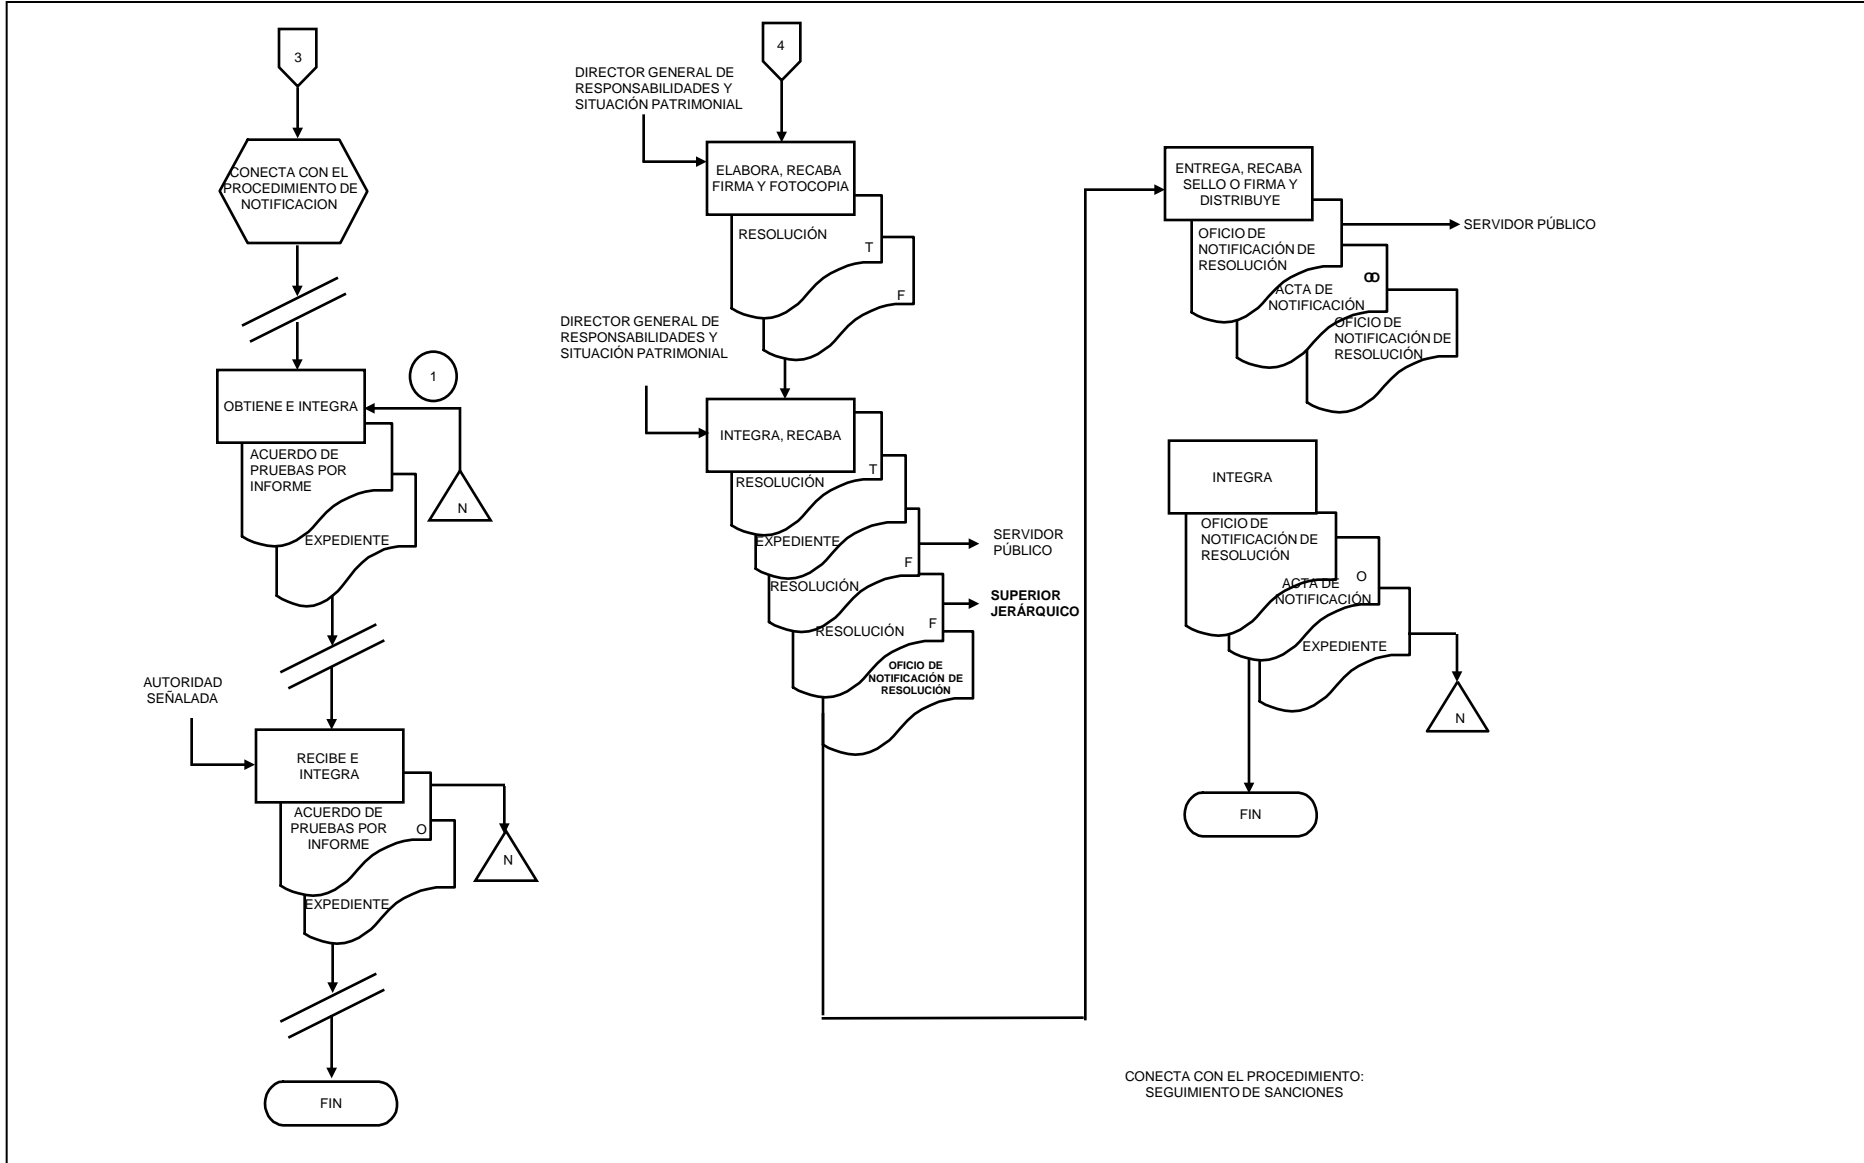 3
CONECTA CON EL
PROCEDIMIENTO DE
NOTIFICACION
1
OBTIENE E INTEGRA
ACUERDO DE
PRUEBAS POR
INFORME
N
EXPEDIENTE
AUTORIDAD
SEÑALADA
RECIBE E
INTEGRA
ACUERDO DE
PRUEBAS POR
INFORME
O
N
EXPEDIENTE
FIN
4
DIRECTOR GENERAL DE
RESPONSABILIDADES Y
SITUACIÓN PATRIMONIAL
ELABORA, RECABA
FIRMA Y FOTOCOPIA
RESOLUCIÓN
T
F
DIRECTOR GENERAL DE
RESPONSABILIDADES Y
SITUACIÓN PATRIMONIAL
INTEGRA, RECABA
T
RESOLUCIÓN
EXPEDIENTE
SERVIDOR
PÚBLICO
F
RESOLUCIÓN
SUPERIOR
JERÁRQUICO
F
RESOLUCIÓN
OFICIO DE
NOTIFICACIÓN DE
RESOLUCIÓN
ENTREGA, RECABA
SELLO O FIRMA Y
DISTRIBUYE
SERVIDOR PÚBLICO
OFICIO DE
NOTIFICACIÓN DE
RESOLUCIÓN
OO
ACTA DE
NOTIFICACIÓN
OFICIO DE
NOTIFICACIÓN DE
RESOLUCIÓN
INTEGRA
OFICIO DE
NOTIFICACIÓN DE
RESOLUCIÓN
O
ACTA DE
NOTIFICACIÓN
EXPEDIENTE
N
FIN
CONECTA CON EL PROCEDIMIENTO:
SEGUIMIENTO DE SANCIONES